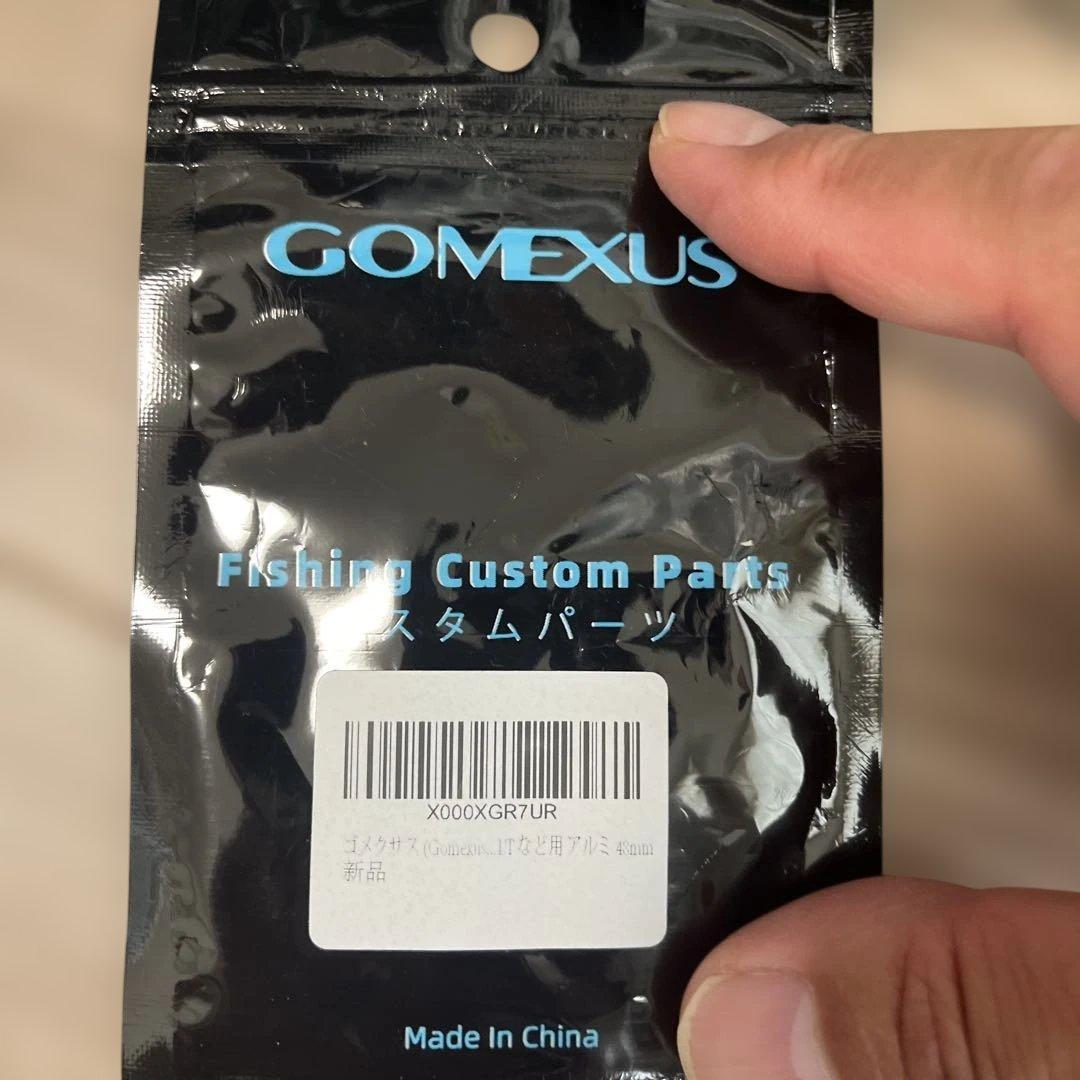 GOMEXUS
Fishing Custom Parts
スタムパーツ
X000XGR7UR
ゴメクサス(Gomexus...LTなど用 アルミ 48mm
新品
Made In China